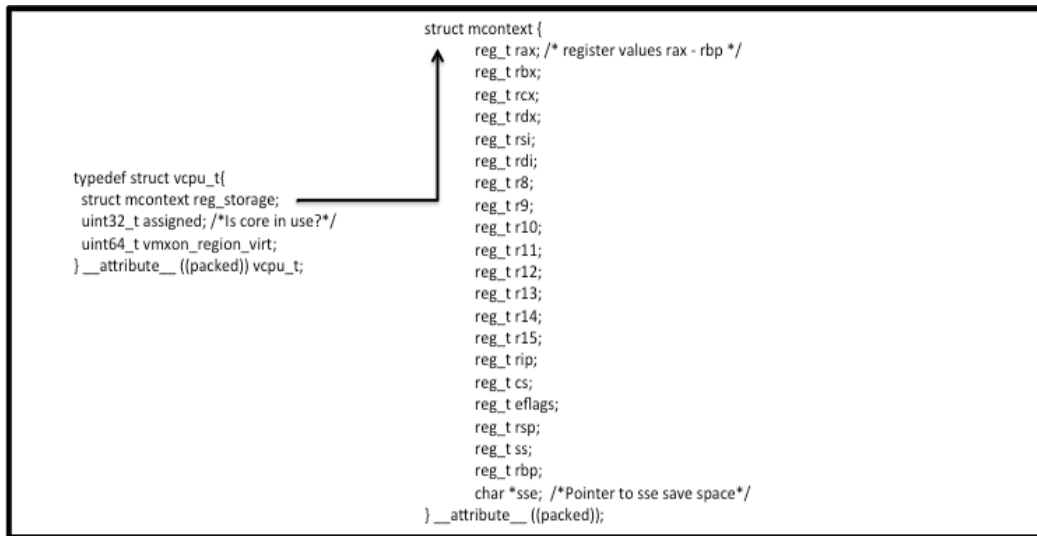 typedef struct vcpu_t{
struct mcontext reg_storage;
uint32_t assigned; /*Is core in use?*/
uint64_t vmxon_region_virt;
} __attribute__ ((packed)) vcpu_t;
struct mcontext {
reg_t rax; /* register values rax - rbp */
reg_t rbx;
reg_t rcx;
reg_t rdx;
reg_t rsi;
reg_t rdi;
reg_t r8;
reg_t r9;
reg_t r10;
reg_t r11;
reg_t r12;
reg_t r13;
reg_t r14;
reg_t r15;
reg_t rip;
reg_t cs;
reg_t eflags;
reg_t rsp;
reg_t ss;
reg_t rbp;
char *sse; /*Pointer to sse save space*/
} __attribute__ ((packed));